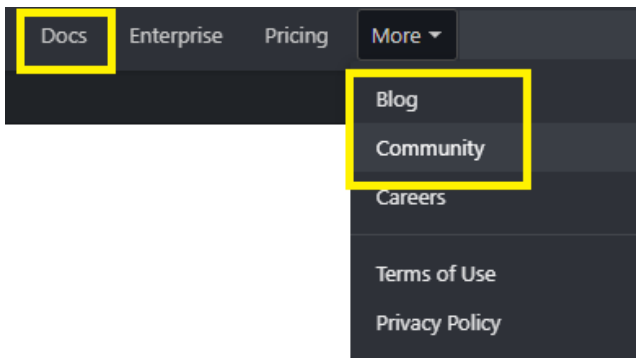 Docs Enterprise Pricing More
Blog
Community
Careers
Terms of Use
Privacy Policy